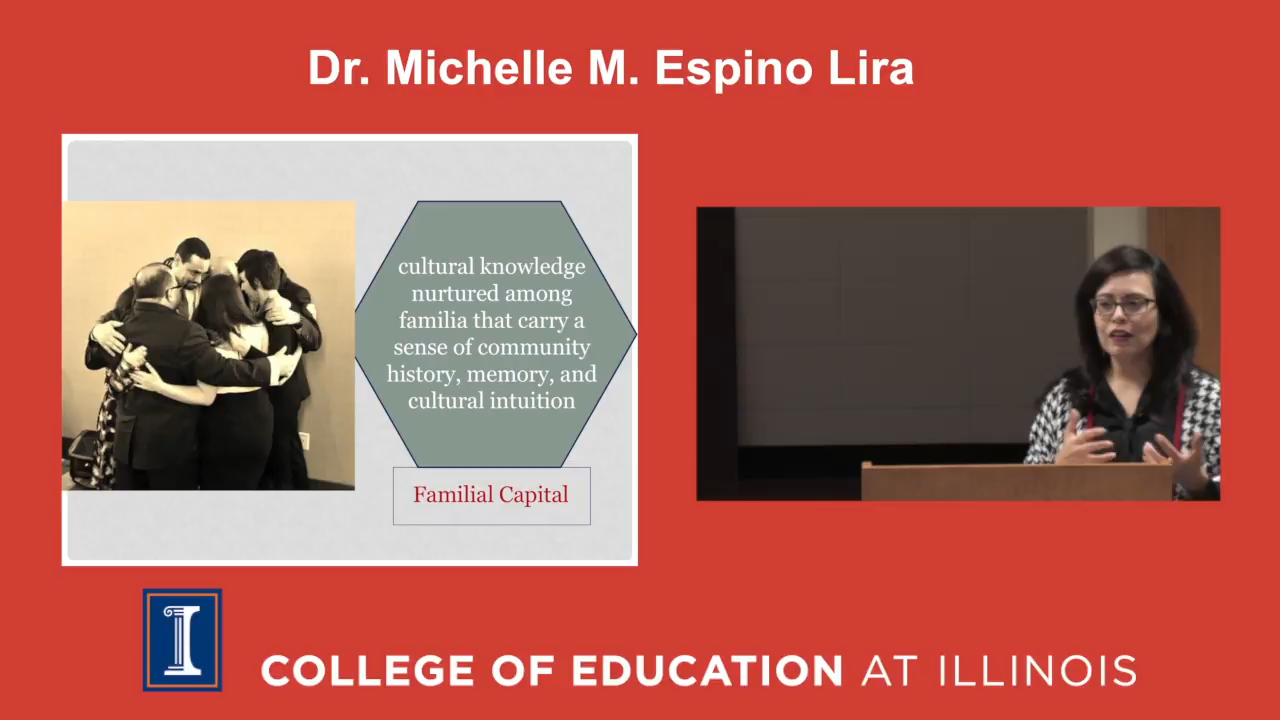 Dr. Michelle M. Espino Lira
cultural knowledge
nurtured among
familia that carry a
sense of community
history, memory, and
cultural intuition
Familial Capital
I
COLLEGE OF EDUCATION AT ILLINOIS